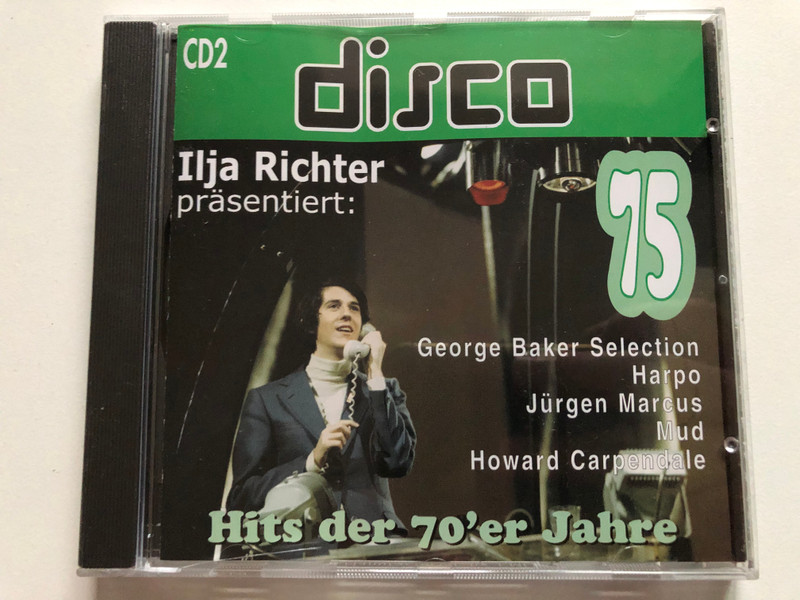 CD2
disco
Ilja Richter
präsentiert:
75
George Baker Selection
Harpo
Jürgen Marcus
Mud
Howard Carpendale
Hits der 70'er Jahre